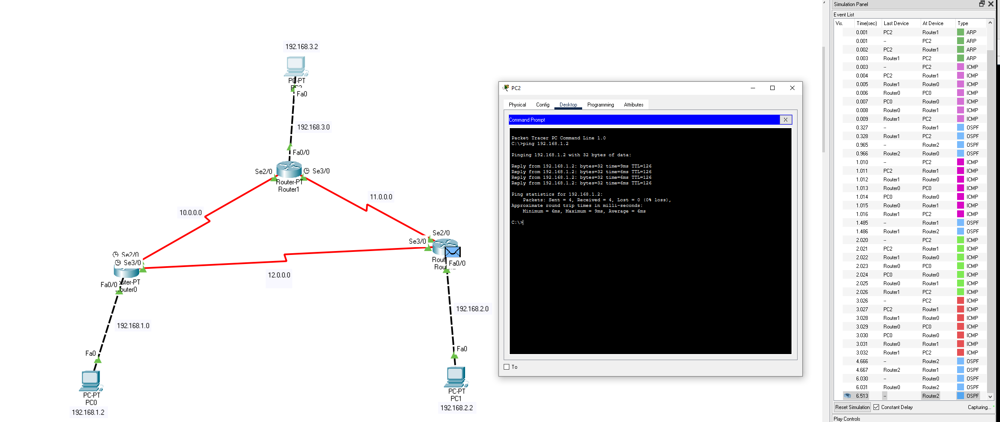 192.168.3.2
PC-PT
Fa0
192.168.3.0
Fa0/0
Se2/0
Se3/0
Router-PT
Router1
11.0.0.0
10.0.0.0
Se2/0
Se3/0
Fa0/0
Se2/0
Se3/0
12.0.0.0
Fa0/0
192.168.1.0
192.168.2.0
Fa0
Fa0
PC-PT
PC0
192.168.1.2
PC-PT
PC1
192.168.2.2
PC2
Physical Config Desktop Programming Attributes
Command Prompt X
Packet Tracer PC Command Line 1.0
C:\>ping 192.168.1.2
Pinging 192.168.1.2 with 32 bytes of data:
Reply from 192.168.1.2: bytes=32 time=9ms TTL=126
Reply from 192.168.1.2: bytes=32 time=6ms TTL=126
Reply from 192.168.1.2: bytes=32 time=6ms TTL=126
Reply from 192.168.1.2: bytes=32 time=6ms TTL=126
Ping statistics for 192.168.1.2:
Packets: Sent = 4, Received = 4, Lost = 0 (0% loss),
Approximate round trip times in milli-seconds:
Minimum = 6ms, Maximum = 9ms, Average = 6ms
C:\>
To
Simulation Panel
Event List
Vis. Time(sec) Last Device At Device Type
0.001 PC2 Router1 ARP
0.001 -- PC2 ARP
0.002 PC2 Router1 ARP
0.003 Router1 PC2 ARP
0.003 -- PC2 ICMP
0.004 PC2 Router1 ICMP
0.005 Router1 Router0 ICMP
0.006 Router0 PC0 ICMP
0.007 PC0 Router0 ICMP
0.008 Router0 Router1 ICMP
0.009 Router1 PC2 ICMP
0.327 -- Router1 OSPF
0.328 Router1 PC2 OSPF
0.965 -- Router2 OSPF
0.966 Router2 Router0 OSPF
1.010 -- PC2 ICMP
1.011 PC2 Router1 ICMP
1.012 Router1 Router0 ICMP
1.013 Router0 PC0 ICMP
1.014 PC0 Router0 ICMP
1.015 Router0 Router1 ICMP
1.016 Router1 PC2 ICMP
1.485 -- Router1 OSPF
1.486 Router1 Router2 OSPF
2.020 -- PC2 ICMP
2.021 PC2 Router1 ICMP
2.022 Router1 Router0 ICMP
2.023 Router0 PC0 ICMP
2.024 PC0 Router0 ICMP
2.025 Router0 Router1 ICMP
2.026 Router1 PC2 ICMP
3.026 -- PC2 ICMP
3.027 PC2 Router1 ICMP
3.028 Router1 Router0 ICMP
3.029 Router0 PC0 ICMP
3.030 PC0 Router0 ICMP
3.031 Router0 Router1 ICMP
3.032 Router1 PC2 ICMP
4.666 -- Router2 OSPF
4.667 Router2 Router1 OSPF
6.030 -- Router0 OSPF
6.031 Router0 Router2 OSPF
6.513 -- Router2 OSPF
Reset Simulation Constant Delay Capturing...
Play Controls